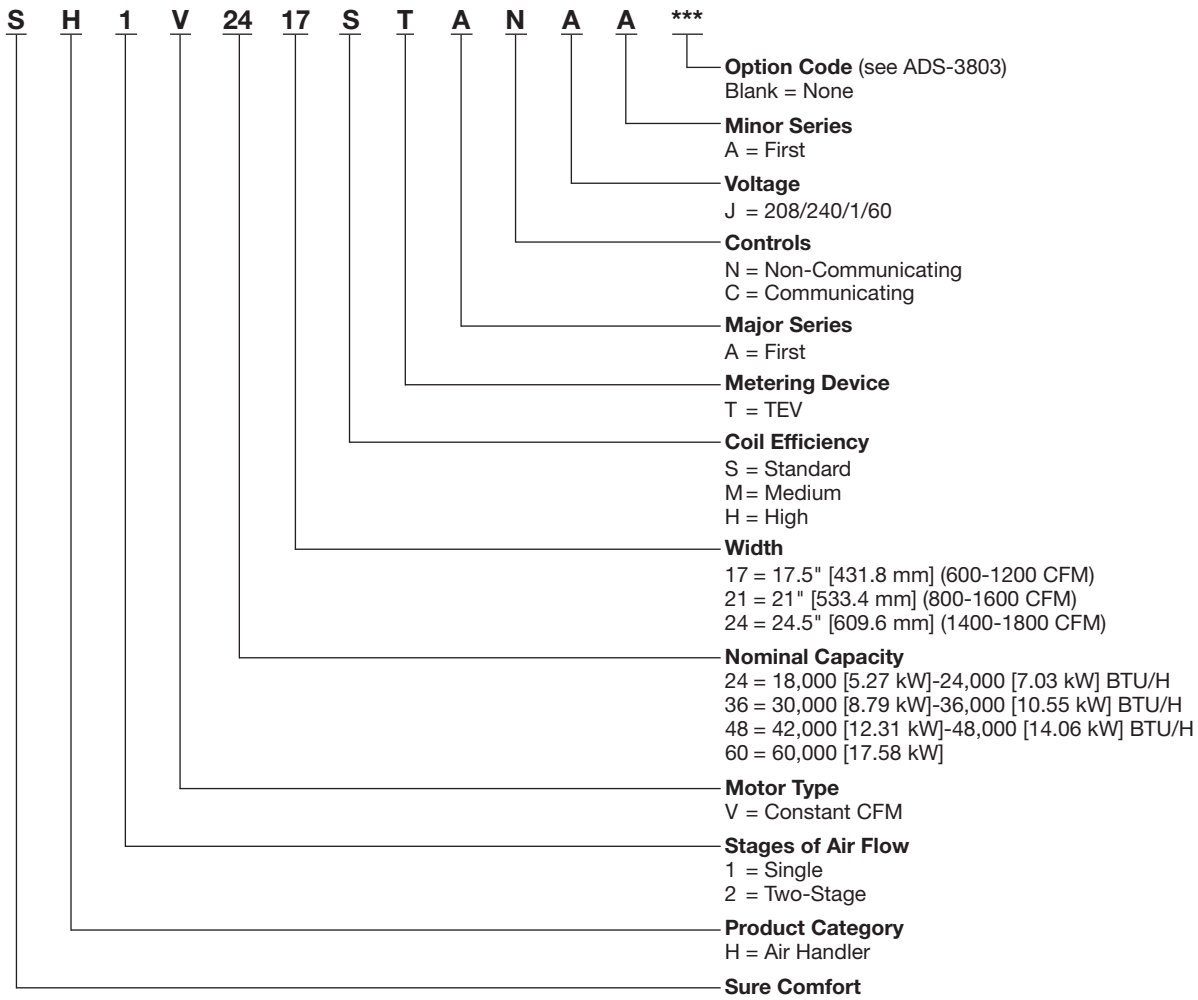 S H 1 V 24 17 S T A N A A ***
Option Code (see ADS-3803)
Blank = None
Minor Series
A = First
Voltage
J = 208/240/1/60
Controls
N = Non-Communicating
C = Communicating
Major Series
A = First
Metering Device
T = TEV
Coil Efficiency
S = Standard
M = Medium
H = High
Width
17 = 17.5" [431.8 mm] (600-1200 CFM)
21 = 21" [533.4 mm] (800-1600 CFM)
24 = 24.5" [609.6 mm] (1400-1800 CFM)
Nominal Capacity
24 = 18,000 [5.27 kW]-24,000 [7.03 kW] BTU/H
36 = 30,000 [8.79 kW]-36,000 [10.55 kW] BTU/H
48 = 42,000 [12.31 kW]-48,000 [14.06 kW] BTU/H
60 = 60,000 [17.58 kW]
Motor Type
V = Constant CFM
Stages of Air Flow
1 = Single
2 = Two-Stage
Product Category
H = Air Handler
Sure Comfort